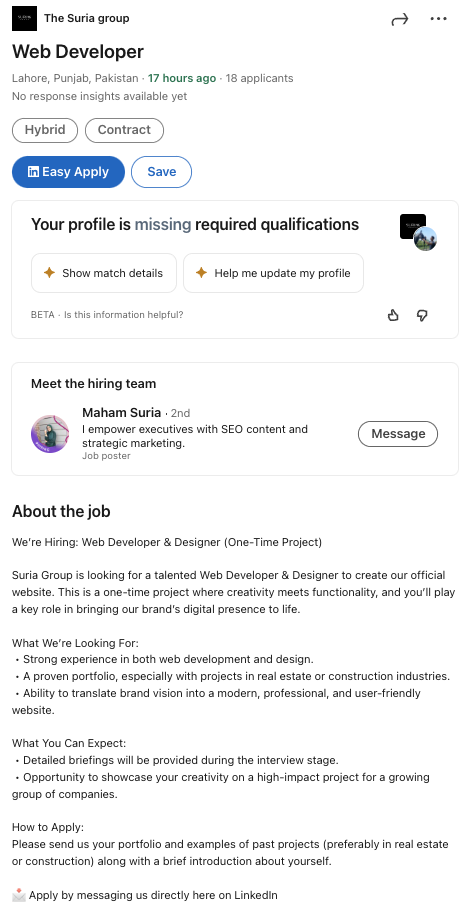 The Suria group
Web Developer
Lahore, Punjab, Pakistan · 17 hours ago · 18 applicants
No response insights available yet
Hybrid
Contract
in Easy Apply
Save
Your profile is missing required qualifications
Show match details
Help me update my profile
BETA · Is this information helpful?
Meet the hiring team
Maham Suria · 2nd
I empower executives with SEO content and
strategic marketing.
Job poster
Message
About the job
We're Hiring: Web Developer & Designer (One-Time Project)
Suria Group is looking for a talented Web Developer & Designer to create our official
website. This is a one-time project where creativity meets functionality, and you'll play
a key role in bringing our brand's digital presence to life.
What We're Looking For:
• Strong experience in both web development and design.
• A proven portfolio, especially with projects in real estate or construction industries.
• Ability to translate brand vision into a modern, professional, and user-friendly
website.
What You Can Expect:
• Detailed briefings will be provided during the interview stage.
• Opportunity to showcase your creativity on a high-impact project for a growing
group of companies.
How to Apply:
Please send us your portfolio and examples of past projects (preferably in real estate
or construction) along with a brief introduction about yourself.
📩 Apply by messaging us directly here on LinkedIn